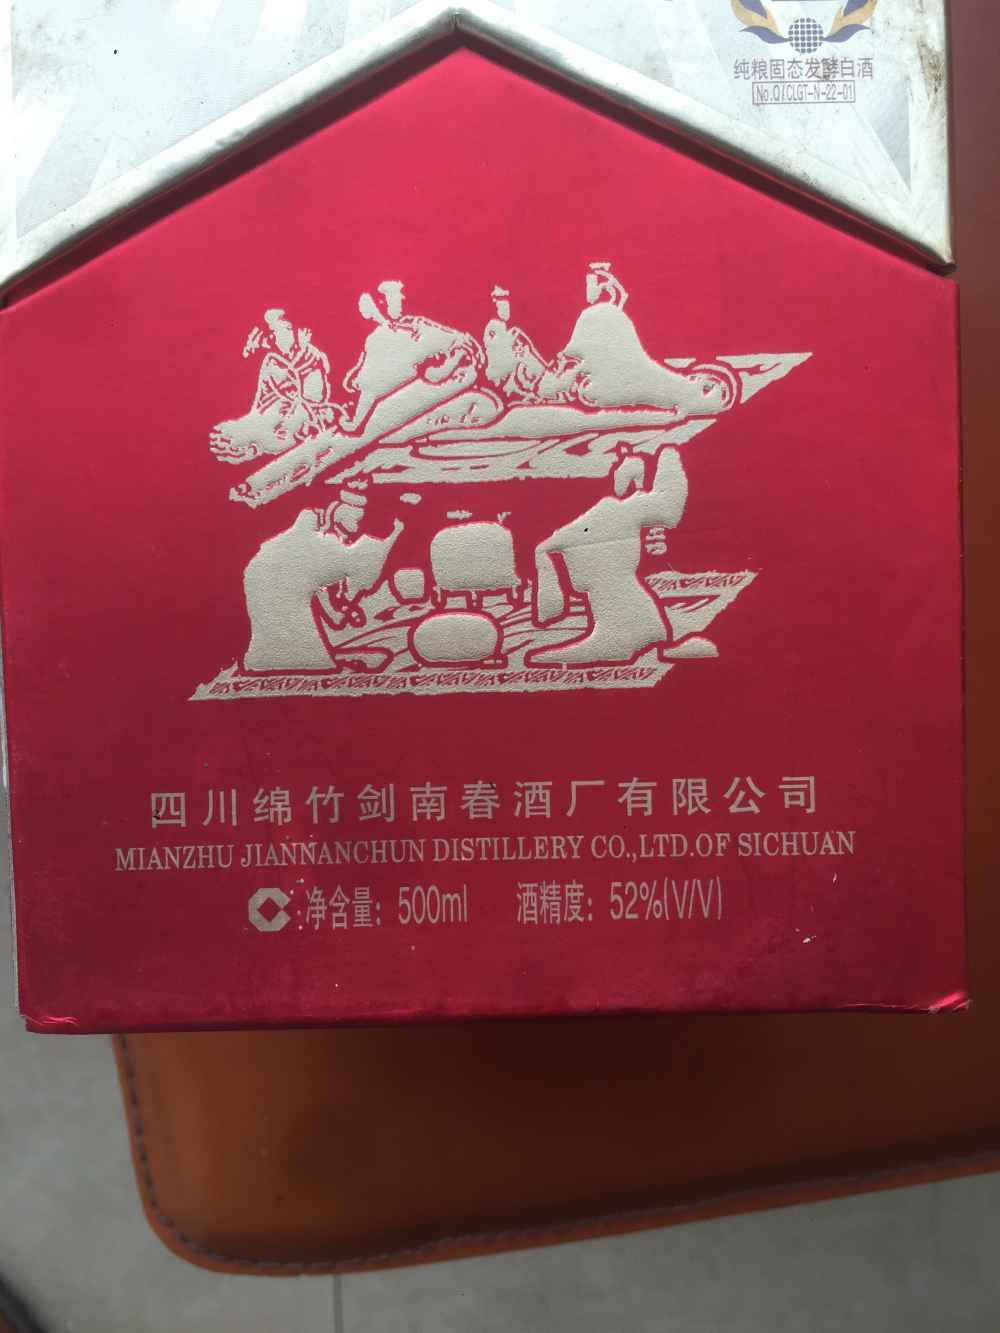 纯粮固态发酵白酒
No.Q/CLGT-N-22-01
四川绵竹剑南春酒厂有限公司
MIANZHU JIANNANCHUN DISTILLERY CO.,LTD.OF SICHUAN
净含量：500ml 酒精度：52%(V/V)